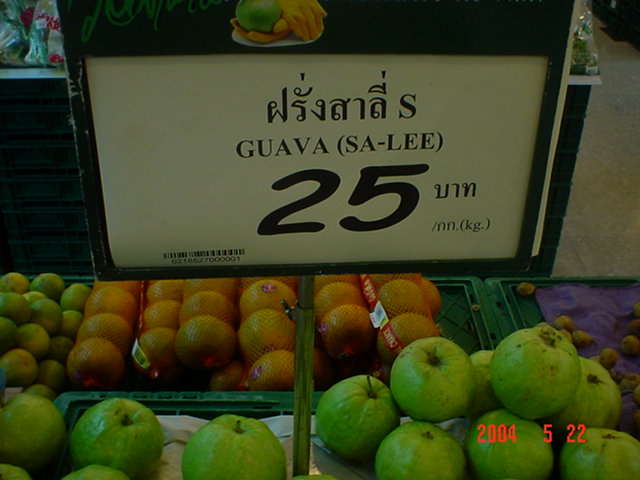 ฝรั่งสาลี่ S
GUAVA (SA-LEE)
25 บาท
/กก.(kg.)
0218527000001
2004 5 22